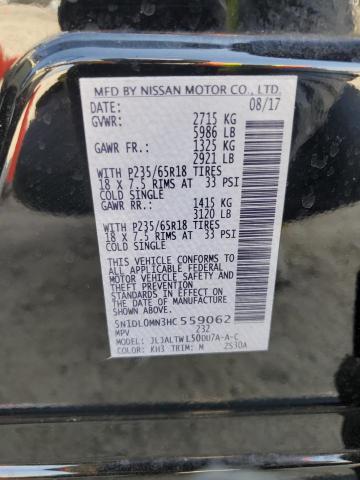 MFD BY NISSAN MOTOR CO., LTD.
DATE: 08/17
GVWR: 2715 KG
5986 LB
GAWR FR.: 1325 KG
2921 LB
WITH P235/65R18 TIRES
18 X 7.5 RIMS AT 33 PSI
COLD SINGLE
GAWR RR.: 1415 KG
3120 LB
WITH P235/65R18 TIRES
18 X 7.5 RIMS AT 33 PSI
COLD SINGLE
THIS VEHICLE CONFORMS TO
ALL APPLICABLE U.S.
FEDERAL MOTOR VEHICLE
SAFETY, BUMPER, AND
THEFT PREVENTION
STANDARDS IN EFFECT ON
THE DATE OF MANUFACTURE
SHOWN ABOVE.
5N1DL0MN3HC559062
MPV 232
MODEL: JLJALTWL50DU7A-A-C
COLOR: KH3 TRIM: M 2S30A